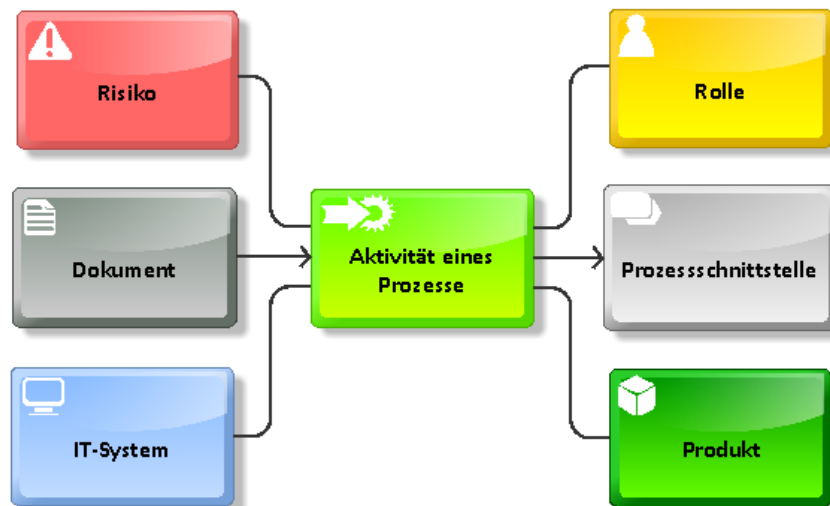 Risiko
Rolle
Dokument
Aktivität eines
Prozesse
Prozessschnittstelle
IT-System
Produkt